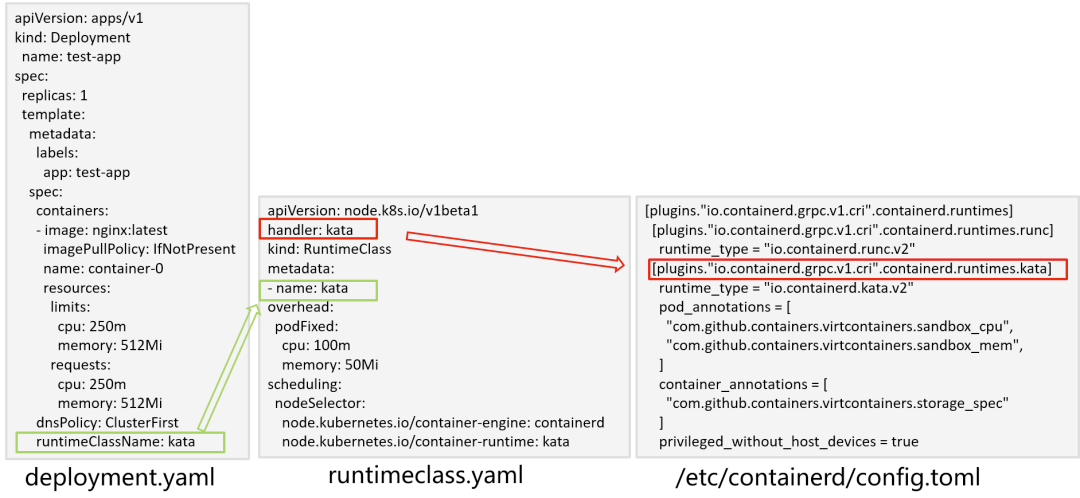 apiVersion: apps/v1
kind: Deployment
name: test-app
spec:
replicas: 1
template:
metadata:
labels:
app: test-app
spec:
containers:
- image: nginx:latest
imagePullPolicy: IfNotPresent
name: container-0
resources:
limits:
cpu: 250m
memory: 512Mi
requests:
cpu: 250m
memory: 512Mi
dnsPolicy: ClusterFirst
runtimeClassName: kata
deployment.yaml
apiVersion: node.k8s.io/v1beta1
handler: kata
kind: RuntimeClass
metadata:
- name: kata
overhead:
podFixed:
cpu: 100m
memory: 50Mi
scheduling:
nodeSelector:
node.kubernetes.io/container-engine: containerd
node.kubernetes.io/container-runtime: kata
runtimeclass.yaml
[plugins."io.containerd.grpc.v1.cri".containerd.runtimes]
[plugins."io.containerd.grpc.v1.cri".containerd.runtimes.runc]
runtime_type = "io.containerd.runc.v2"
[plugins."io.containerd.grpc.v1.cri".containerd.runtimes.kata]
runtime_type = "io.containerd.kata.v2"
pod_annotations = [
"com.github.containers.virtcontainers.sandbox_cpu",
"com.github.containers.virtcontainers.sandbox_mem",
]
container_annotations = [
"com.github.containers.virtcontainers.storage_spec"
]
privileged_without_host_devices = true
/etc/containerd/config.toml